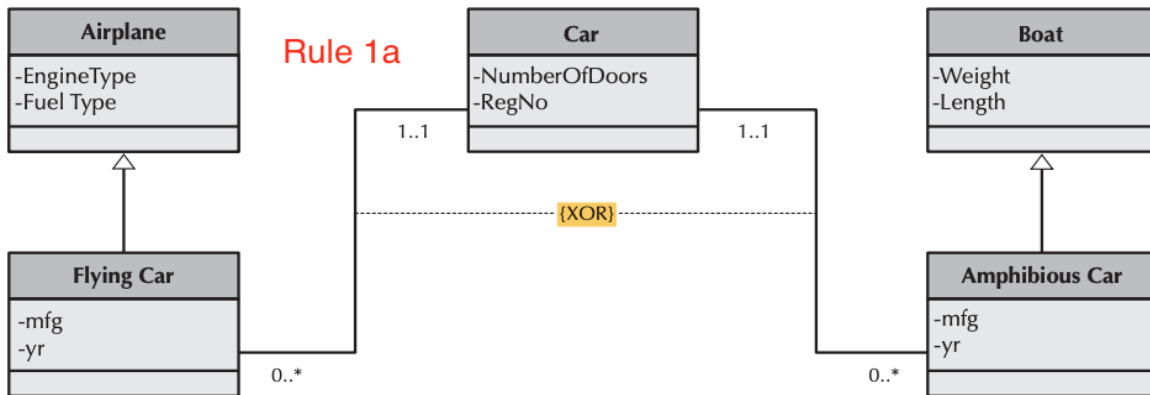 Airplane
-EngineType
-Fuel Type
Rule 1a
Car
-NumberOfDoors
-RegNo
Boat
-Weight
-Length
1..1
1..1
{XOR}
Flying Car
-mfg
-yr
0..*
Amphibious Car
-mfg
-yr
0..*